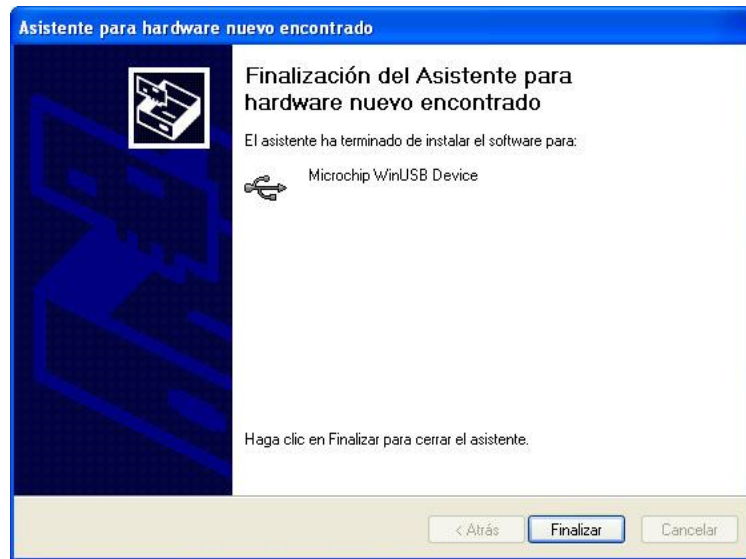 Asistente para hardware nuevo encontrado
Finalización del Asistente para
hardware nuevo encontrado
El asistente ha terminado de instalar el software para:
Microchip WinUSB Device
Haga clic en Finalizar para cerrar el asistente.
< Atrás Finalizar Cancelar